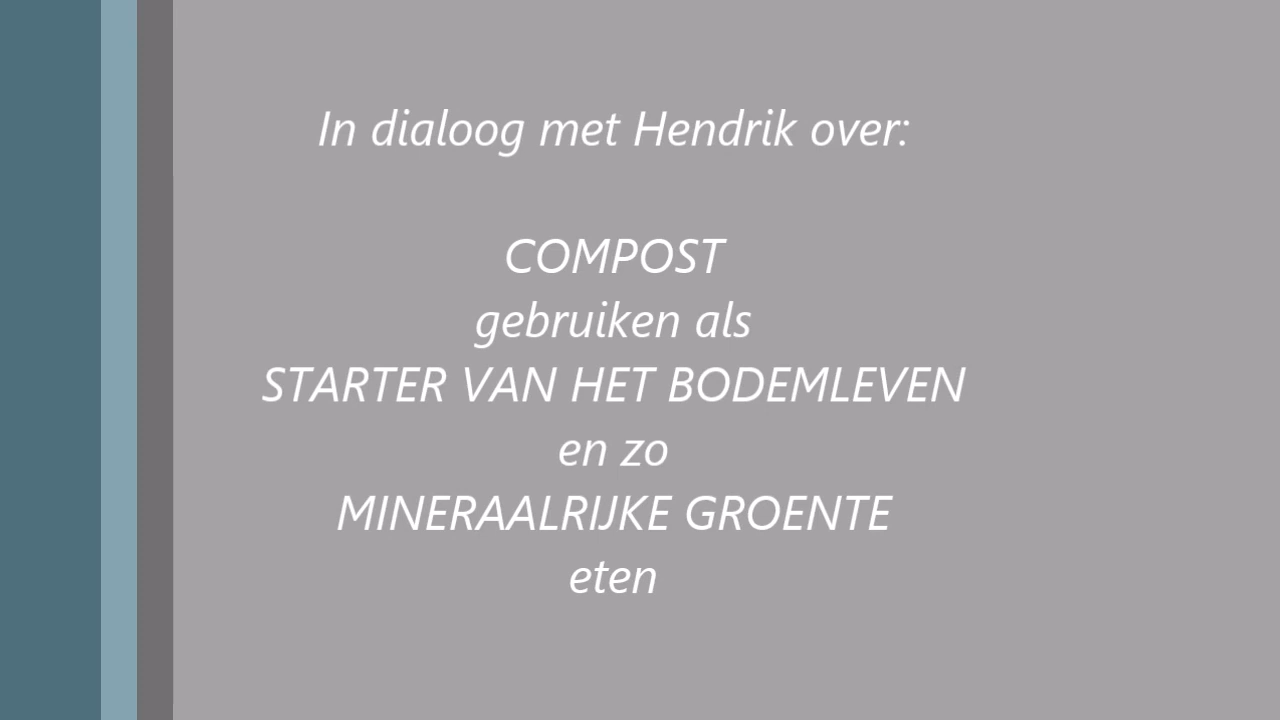 In dialoog met Hendrik over:
COMPOST
gebruiken als
STARTER VAN HET BODEMLEVEN
en zo
MINERAALRIJKE GROENTE
eten